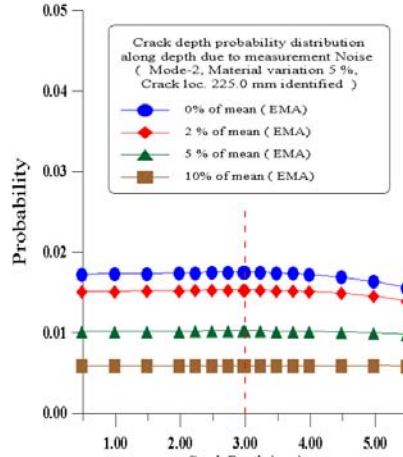 0.05
Crack depth probability distribution
along depth due to measurement Noise
( Mode-2, Material variation 5 %,
Crack loc. 225.0 mm identified )
0% of mean ( EMA)
2 % of mean ( EMA)
5 % of mean ( EMA)
10% of mean ( EMA)
0.04
0.03
0.02
0.01
0.00
Probability
1.00 2.00 3.00 4.00 5.00